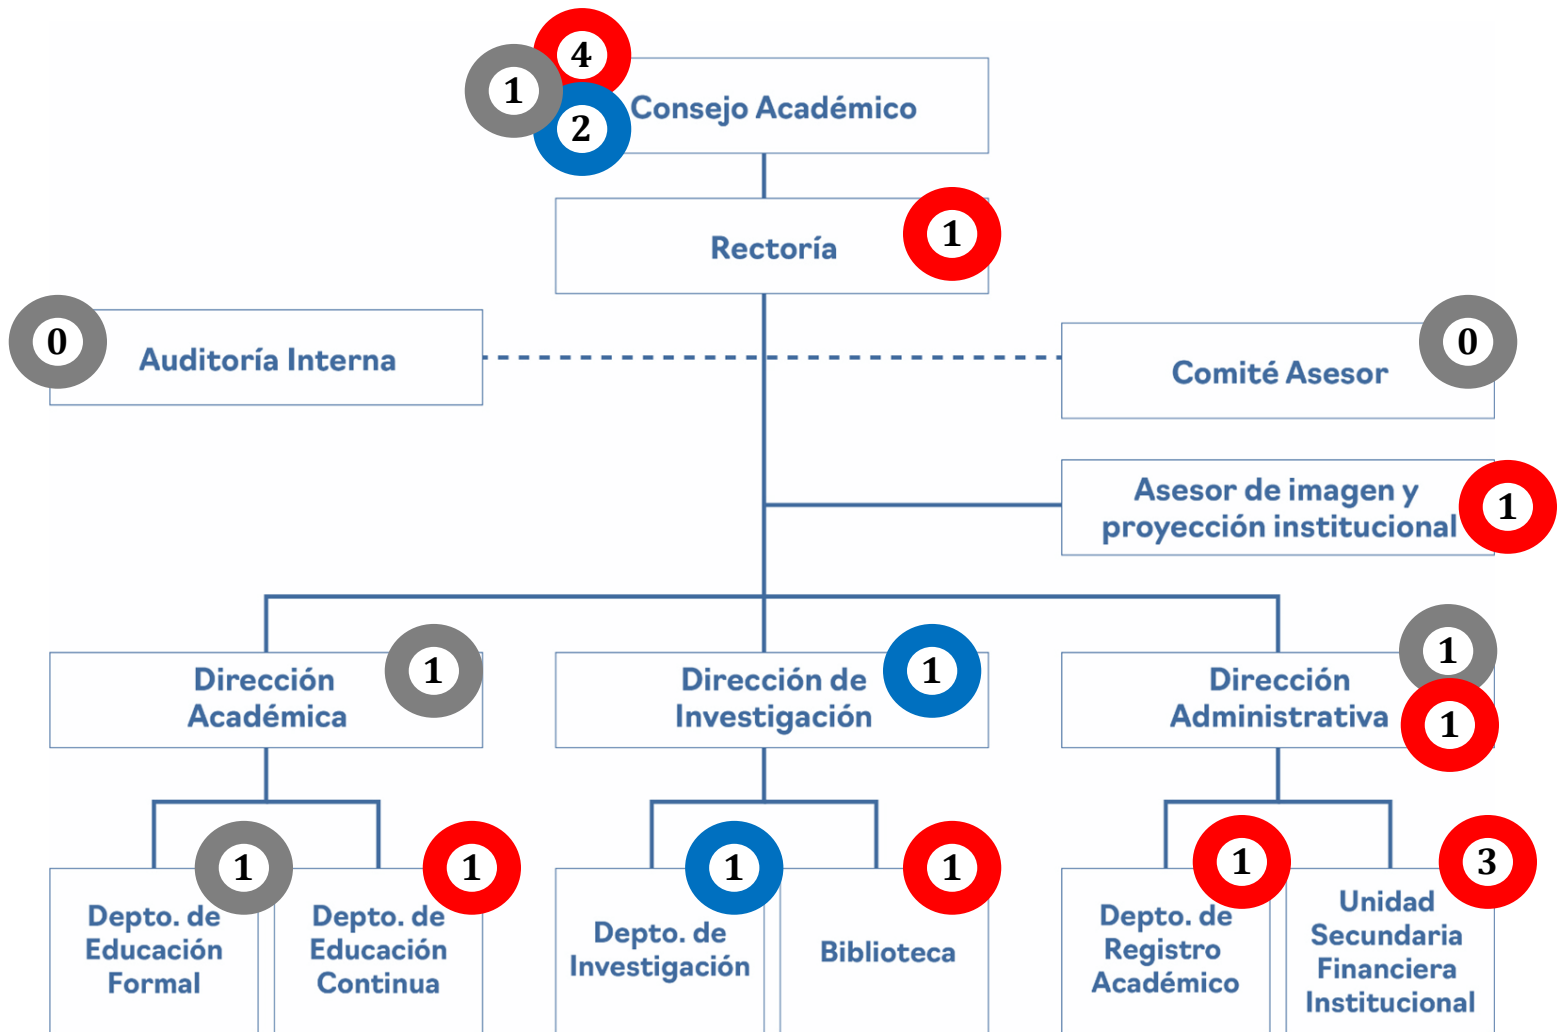 4
1
2
Consejo Académico
1
Rectoría
0
Auditoría Interna
0
Comité Asesor
Asesor de imagen y
proyección institucional
1
Dirección
Académica
1
Dirección de
Investigación
1
Dirección
Administrativa
1
1
1
Depto. de
Educación
Formal
1
Depto. de
Educación
Continua
1
Depto. de
Investigación
1
Biblioteca
1
Depto. de
Registro
Académico
3
Unidad
Secundaria
Financiera
Institucional